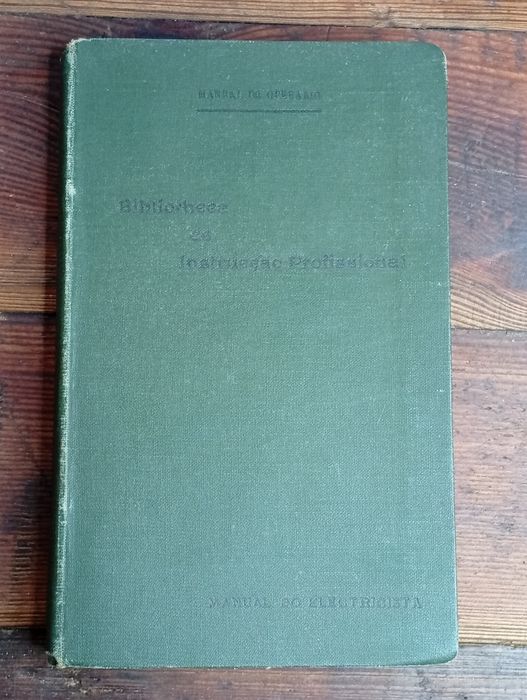 MANUAL DO OPERARIO
Bibliotheca
de
Instrucção Profissional
MANUAL DO ELECTRICISTA